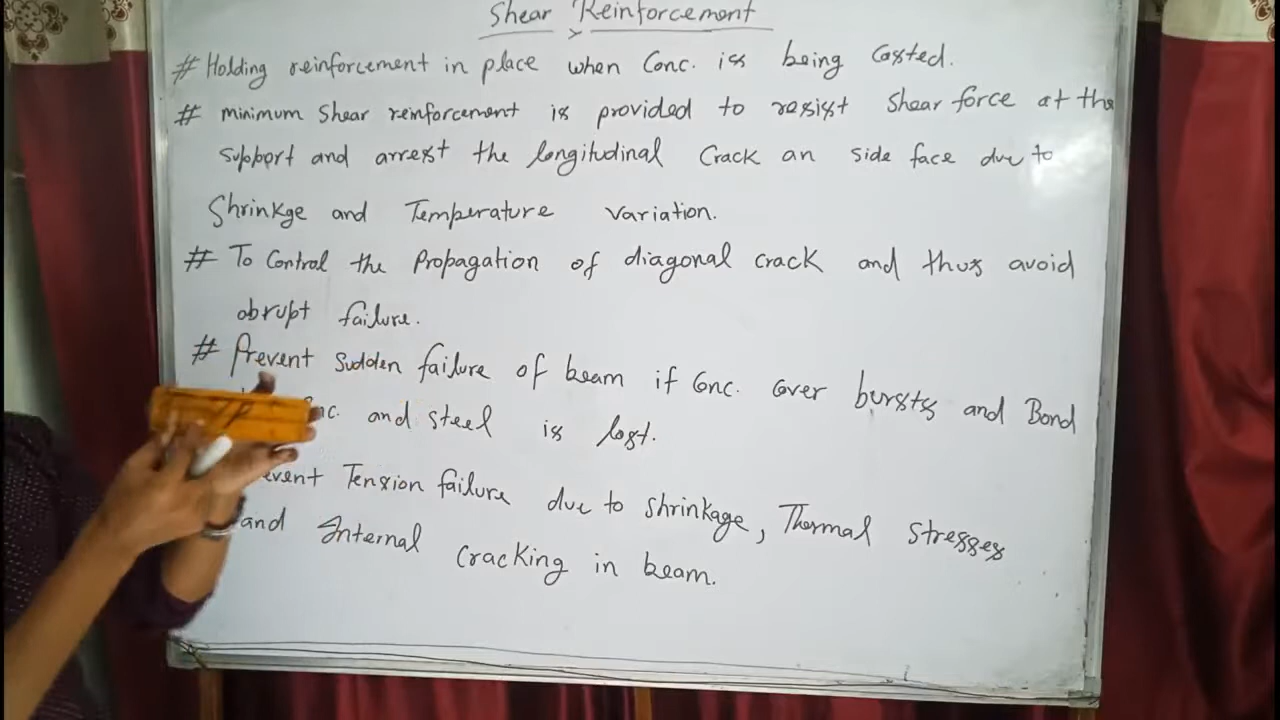 Shear Reinforcement
# Holding reinforcement in place when Conc. is being Casted.
# minimum Shear reinforcement is provided to resist Shear force at the
support and arrest the longitudinal Crack an side face due to
Shrinkge and Temperature variation.
# To Control the Propagation of diagonal crack and thus avoid
obrupt failure.
# Prevent Sudden failure of beam if Conc. Cover bursts and Bond
and steel is lost.
Tension failure due to Shrinkage, Thermal Stresses
and Internal Cracking in beam.